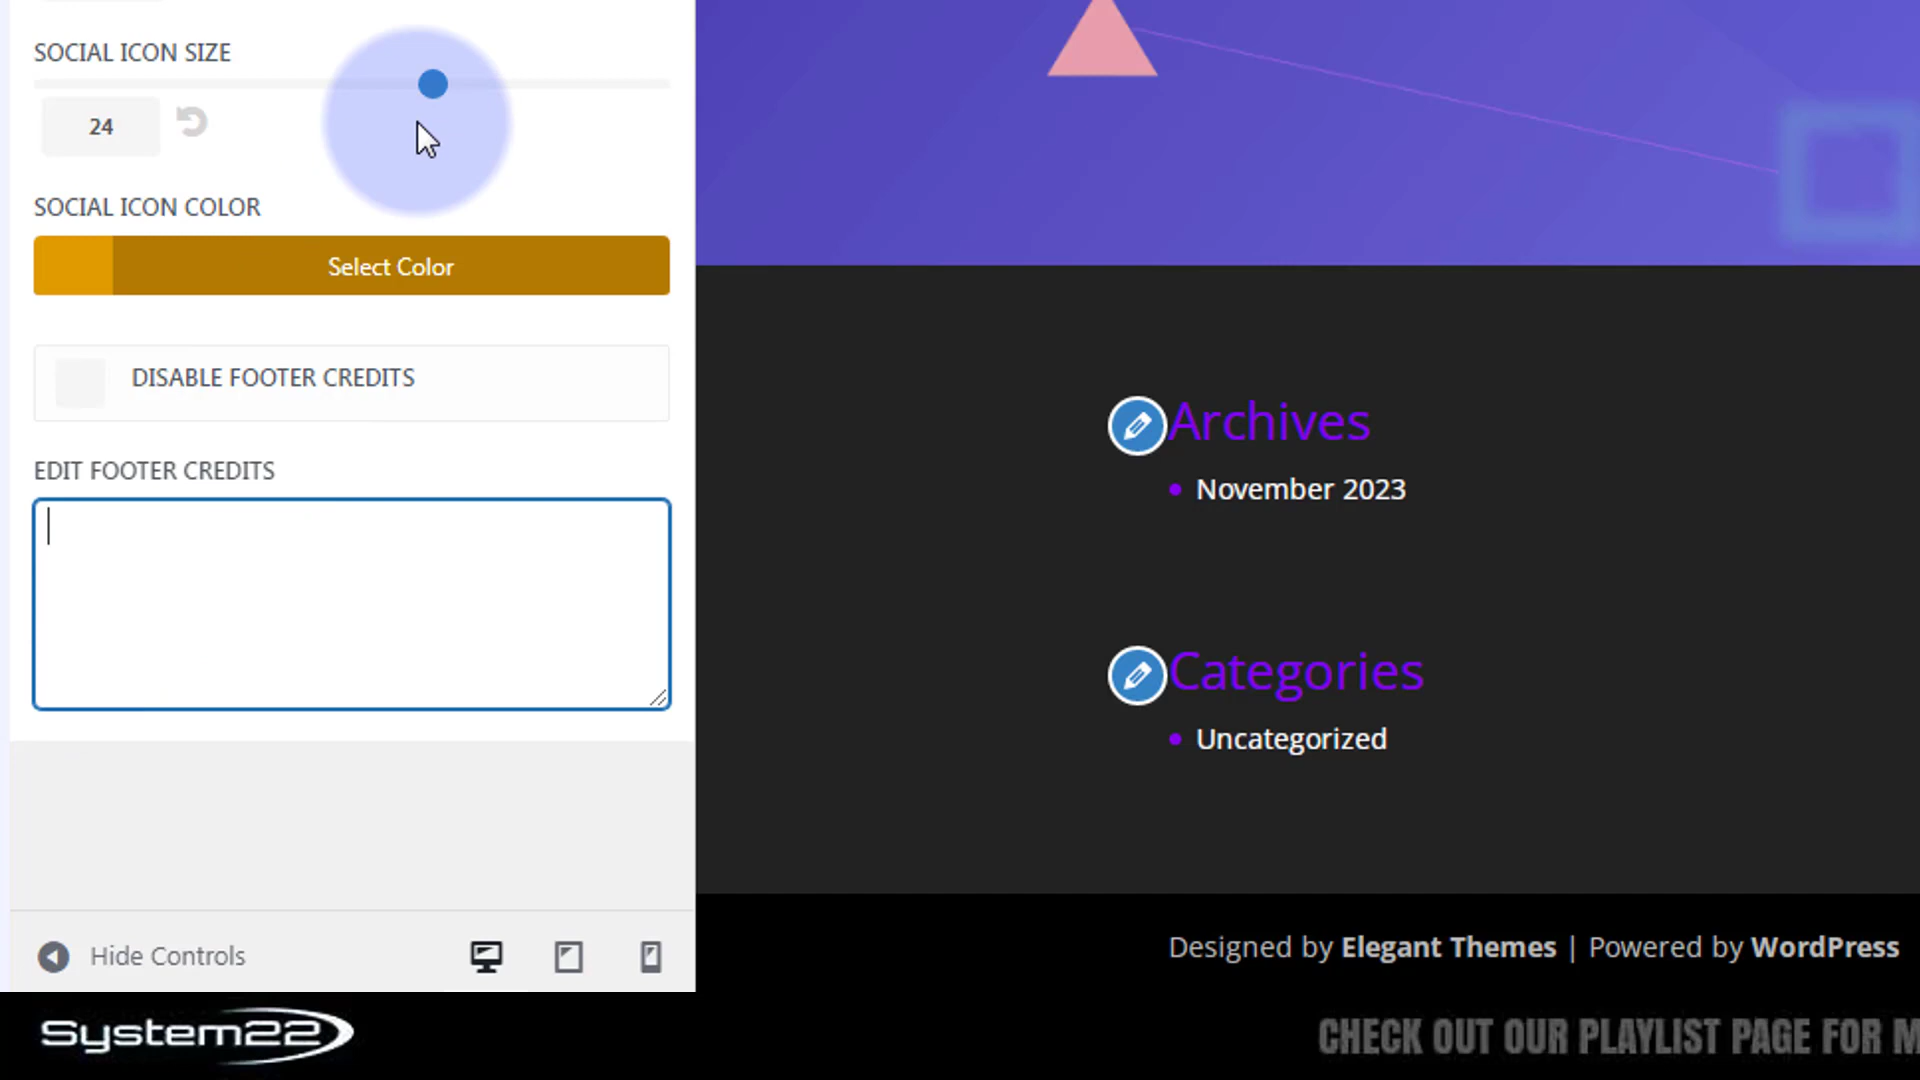 SOCIAL ICON SIZE
24
SOCIAL ICON COLOR
Select Color
DISABLE FOOTER CREDITS
EDIT FOOTER CREDITS
Hide Controls
Archives
November 2023
Categories
Uncategorized
Designed by Elegant Themes | Powered by WordPress
System22
CHECK OUT OUR PLAYLIST PAGE FOR M